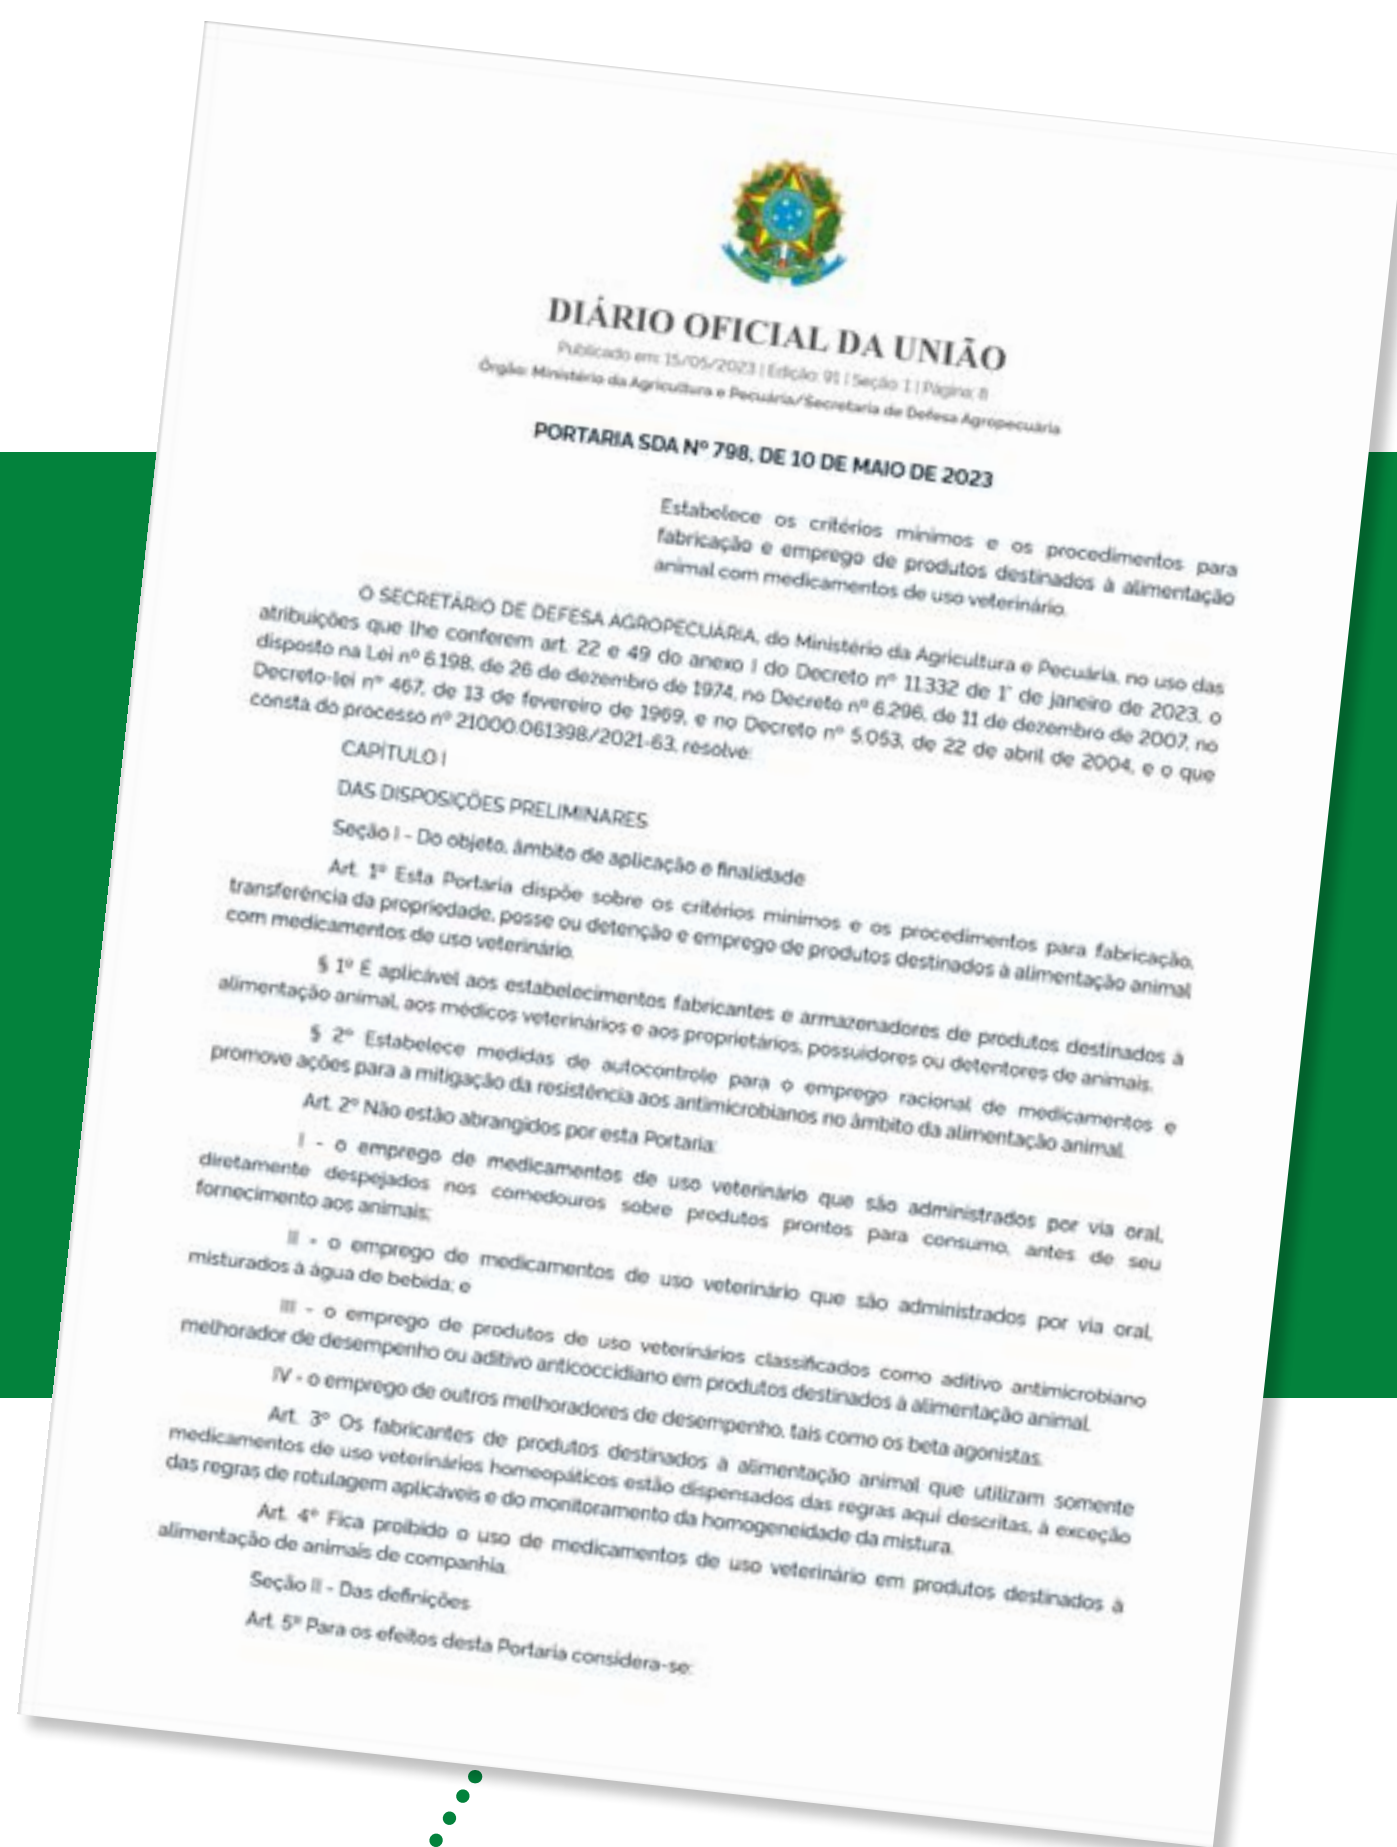 DIÁRIO OFICIAL DA UNIÃO
Publicado em: 15/05/2023 | Edição: 91 | Seção: 1 | Página: 8
Órgão: Ministério da Agricultura e Pecuária/Secretaria de Defesa Agropecuária
PORTARIA SDA Nº 798, DE 10 DE MAIO DE 2023
Estabelece os critérios mínimos e os procedimentos para
fabricação e emprego de produtos destinados à alimentação
animal com medicamentos de uso veterinário.
O SECRETÁRIO DE DEFESA AGROPECUÁRIA, do Ministério da Agricultura e Pecuária, no uso das
atribuições que lhe conferem art. 22 e 49 do anexo I do Decreto nº 11.332 de 1° de janeiro de 2023, o
disposto na Lei nº 6.198, de 26 de dezembro de 1974, no Decreto nº 6.296, de 11 de dezembro de 2007, no
Decreto-lei nº 467, de 13 de fevereiro de 1969, e no Decreto nº 5.053, de 22 de abril de 2004, e o que
consta do processo nº 21000.061398/2021-63, resolve:
CAPÍTULO I
DAS DISPOSIÇÕES PRELIMINARES
Seção I - Do objeto, âmbito de aplicação e finalidade
Art. 1º Esta Portaria dispõe sobre os critérios mínimos e os procedimentos para fabricação,
transferência da propriedade, posse ou detenção e emprego de produtos destinados à alimentação animal
com medicamentos de uso veterinário.
§ 1º É aplicável aos estabelecimentos fabricantes e armazenadores de produtos destinados à
alimentação animal, aos médicos veterinários e aos proprietários, possuidores ou detentores de animais.
§ 2º Estabelece medidas de autocontrole para o emprego racional de medicamentos e
promove ações para a mitigação da resistência aos antimicrobianos no âmbito da alimentação animal.
Art. 2º Não estão abrangidos por esta Portaria:
I - o emprego de medicamentos de uso veterinário que são administrados por via oral,
diretamente despejados nos comedouros sobre produtos prontos para consumo, antes de seu
fornecimento aos animais;
II - o emprego de medicamentos de uso veterinário que são administrados por via oral,
misturados à água de bebida; e
III - o emprego de produtos de uso veterinários classificados como aditivo antimicrobiano
melhorador de desempenho ou aditivo anticoccidiano em produtos destinados à alimentação animal.
IV - o emprego de outros melhoradores de desempenho, tais como os beta agonistas.
Art. 3º Os fabricantes de produtos destinados à alimentação animal que utilizam somente
medicamentos de uso veterinários homeopáticos estão dispensados das regras aqui descritas, à exceção
das regras de rotulagem aplicáveis e do monitoramento da homogeneidade da mistura.
Art. 4º Fica proibido o uso de medicamentos de uso veterinário em produtos destinados à
alimentação de animais de companhia.
Seção II - Das definições
Art. 5º Para os efeitos desta Portaria considera-se: